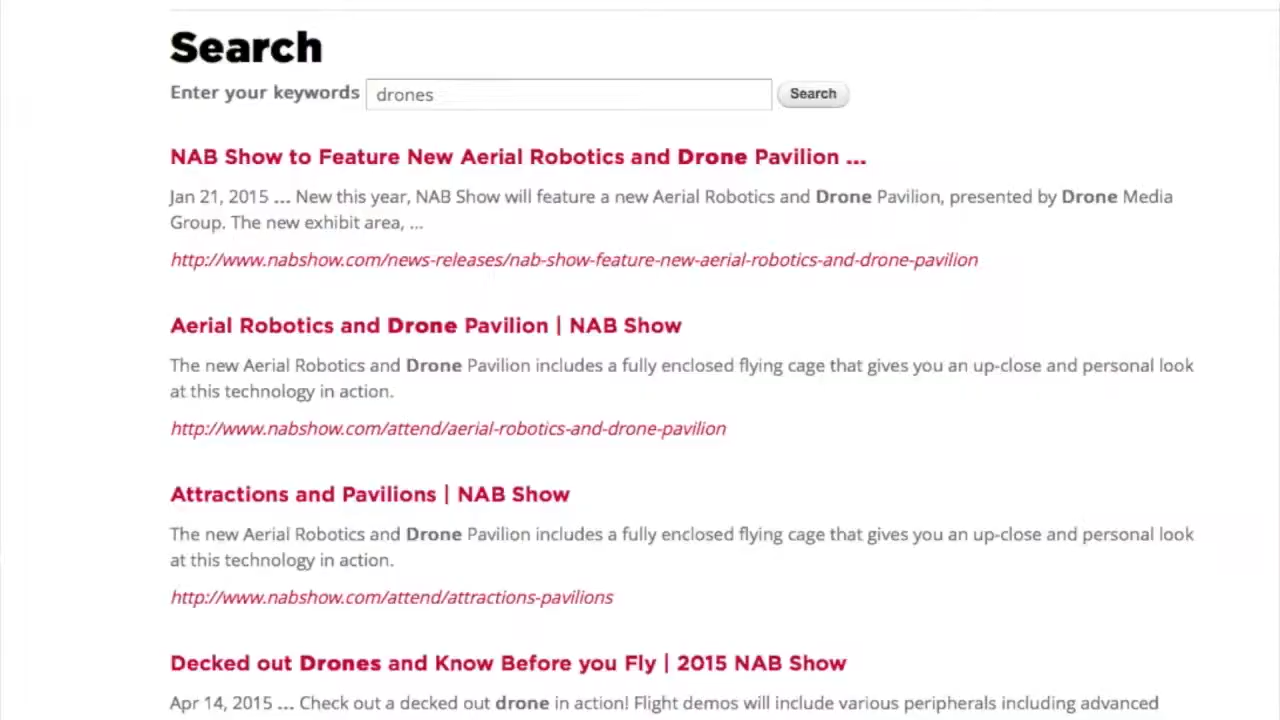 Search
Enter your keywords drones Search
NAB Show to Feature New Aerial Robotics and Drone Pavilion ...
Jan 21, 2015 ... New this year, NAB Show will feature a new Aerial Robotics and Drone Pavilion, presented by Drone Media
Group. The new exhibit area, ...
http://www.nabshow.com/news-releases/nab-show-feature-new-aerial-robotics-and-drone-pavilion
Aerial Robotics and Drone Pavilion | NAB Show
The new Aerial Robotics and Drone Pavilion includes a fully enclosed flying cage that gives you an up-close and personal look
at this technology in action.
http://www.nabshow.com/attend/aerial-robotics-and-drone-pavilion
Attractions and Pavilions | NAB Show
The new Aerial Robotics and Drone Pavilion includes a fully enclosed flying cage that gives you an up-close and personal look
at this technology in action.
http://www.nabshow.com/attend/attractions-pavilions
Decked out Drones and Know Before you Fly | 2015 NAB Show
Apr 14, 2015 ... Check out a decked out drone in action! Flight demos will include various peripherals including advanced